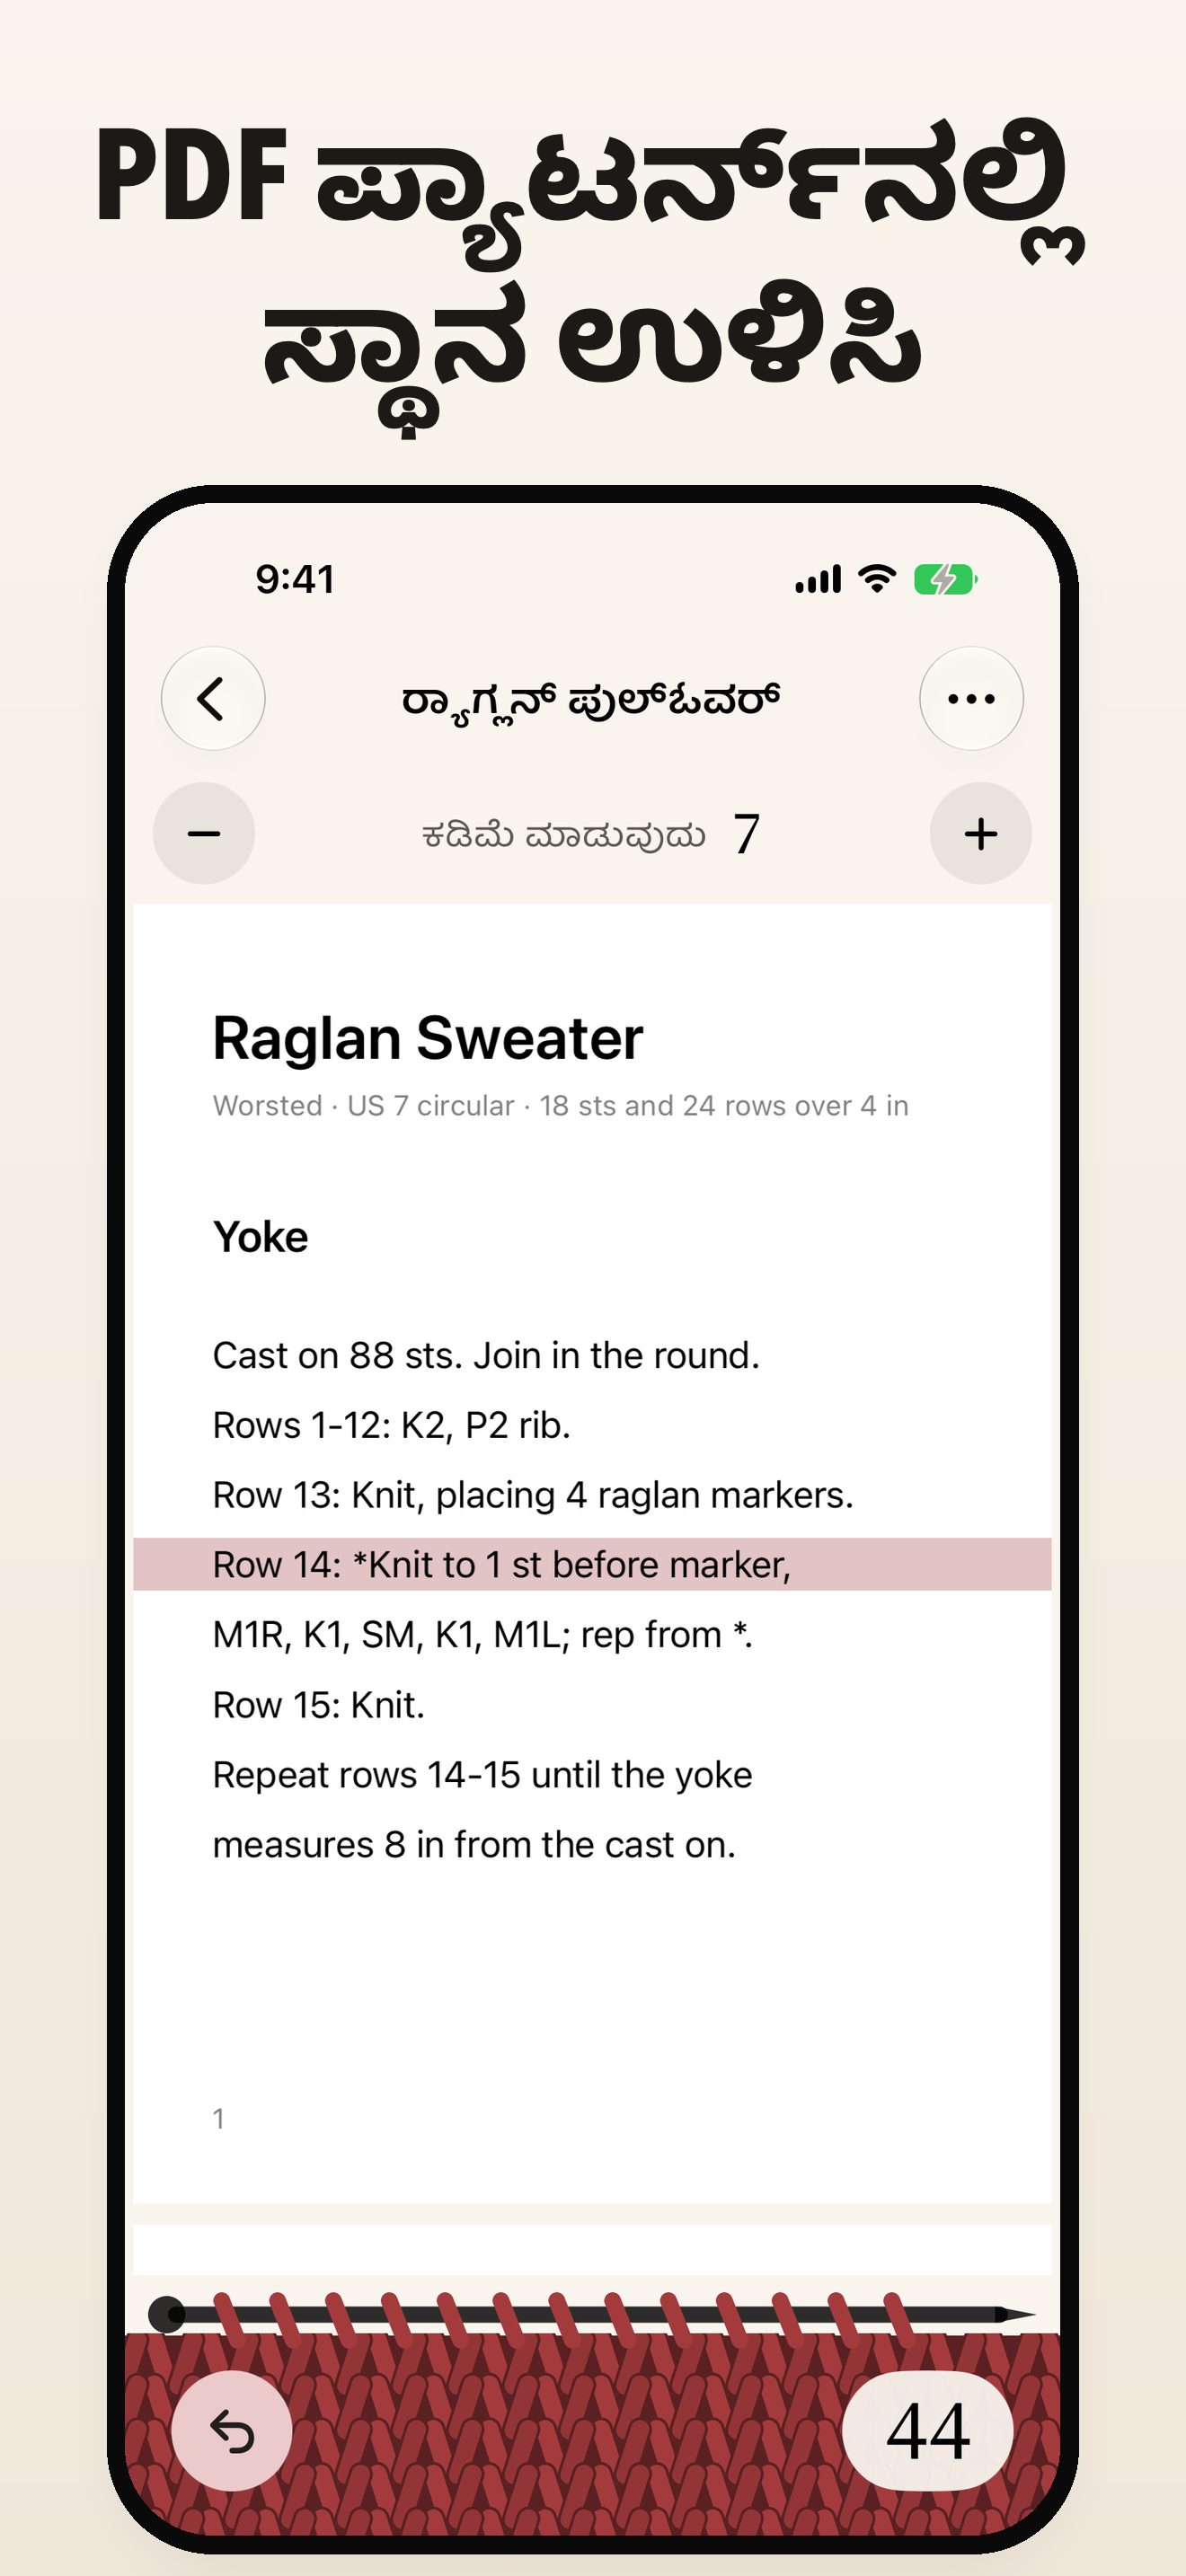 PDF ಪ್ಯಾಟರ್ನ್‌ನಲ್ಲಿ
ಸ್ಥಾನ ಉಳಿಸಿ
9:41
ರ‍್ಯಾಗ್ಲನ್ ಪುಲ್‌ಓವರ್
ಕಡಿಮೆ ಮಾಡುವುದು 7
Raglan Sweater
Worsted · US 7 circular · 18 sts and 24 rows over 4 in
Yoke
Cast on 88 sts. Join in the round.
Rows 1-12: K2, P2 rib.
Row 13: Knit, placing 4 raglan markers.
Row 14: *Knit to 1 st before marker,
M1R, K1, SM, K1, M1L; rep from *.
Row 15: Knit.
Repeat rows 14-15 until the yoke
measures 8 in from the cast on.
1
44